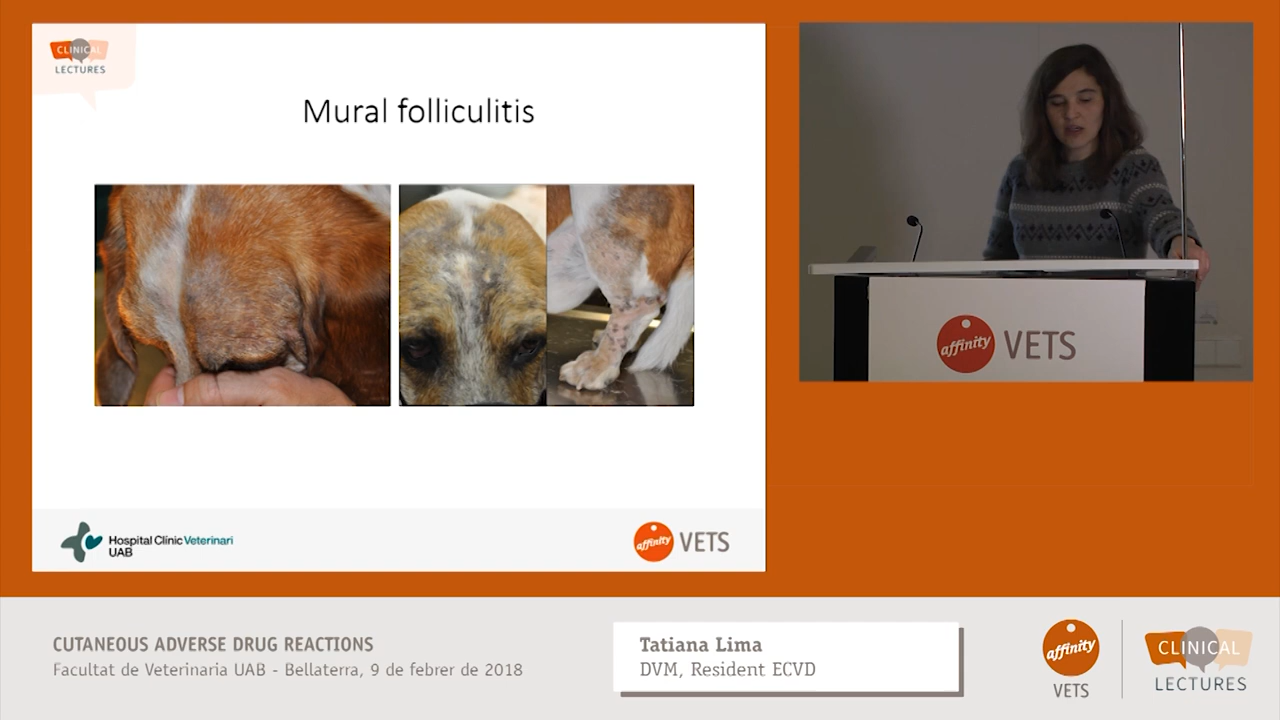 CLINICAL
LECTURES
Mural folliculitis
Hospital Clínic Veterinari
UAB
affinity VETS
affinity VETS
CUTANEOUS ADVERSE DRUG REACTIONS
Facultat de Veterinaria UAB - Bellaterra, 9 de febrer de 2018
Tatiana Lima
DVM, Resident ECVD
affinity
VETS
CLINICAL
LECTURES